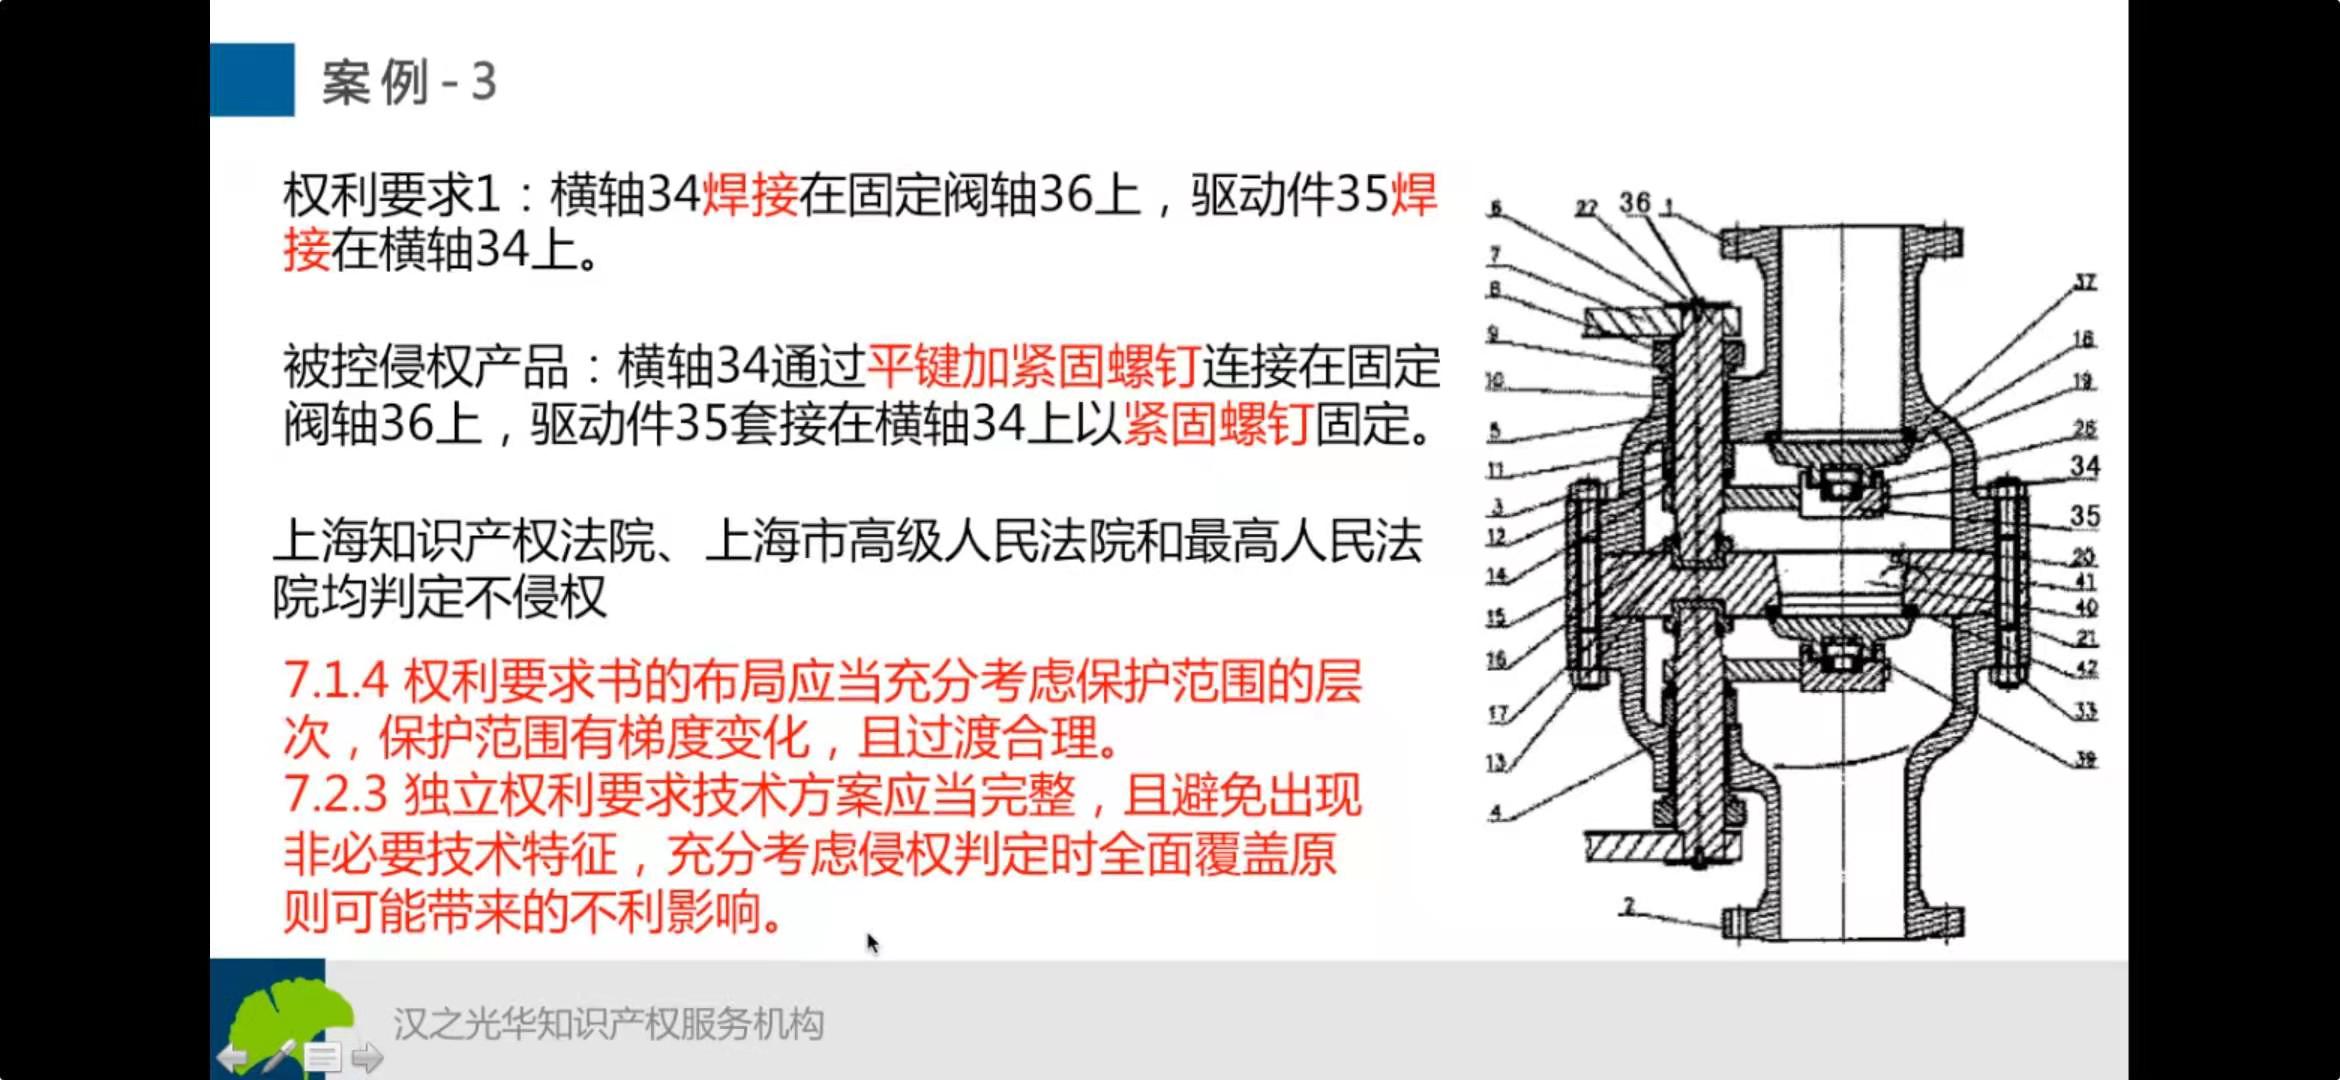 案例-3
权利要求1：横轴34焊接在固定阀轴36上，驱动件35焊
接在横轴34上。
被控侵权产品：横轴34通过平键加紧固螺钉连接在固定
阀轴36上，驱动件35套接在横轴34上以紧固螺钉固定。
上海知识产权法院、上海市高级人民法院和最高人民法
院均判定不侵权
7.1.4 权利要求书的布局应当充分考虑保护范围的层
次，保护范围有梯度变化，且过渡合理。
7.2.3 独立权利要求技术方案应当完整，且避免出现
非必要技术特征，充分考虑侵权判定时全面覆盖原
则可能带来的不利影响。
6 22 36 1
7
8
9
10
5
11
3
12
14
15
16
17
13
4
2
37
18
19
26
34
35
20
41
40
21
42
33
汉之光华知识产权服务机构